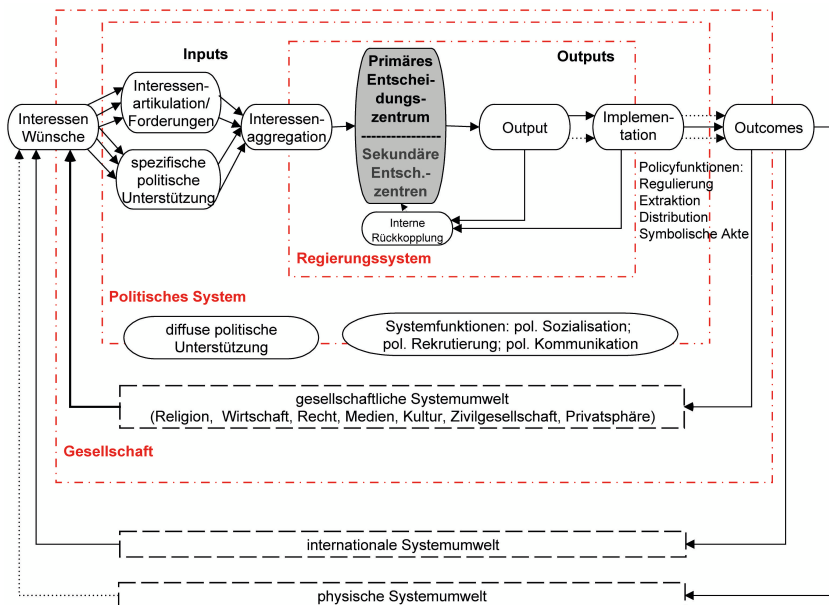 Inputs
Outputs
Interessen
Wünsche
Interessen-
artikulation/
Forderungen
spezifische
politische
Unterstützung
Interessen-
aggregation
Primäres
Entschei-
dungs-
zentrum
Sekundäre
Entsch.-
zentren
Output
Implemen-
tation
Outcomes
Interne
Rückkopplung
Policyfunktionen:
Regulierung
Extraktion
Distribution
Symbolische Akte
Regierungssystem
Politisches System
diffuse politische
Unterstützung
Systemfunktionen: pol. Sozialisation;
pol. Rekrutierung; pol. Kommunikation
gesellschaftliche Systemumwelt
(Religion, Wirtschaft, Recht, Medien, Kultur, Zivilgesellschaft, Privatsphäre)
Gesellschaft
internationale Systemumwelt
physische Systemumwelt